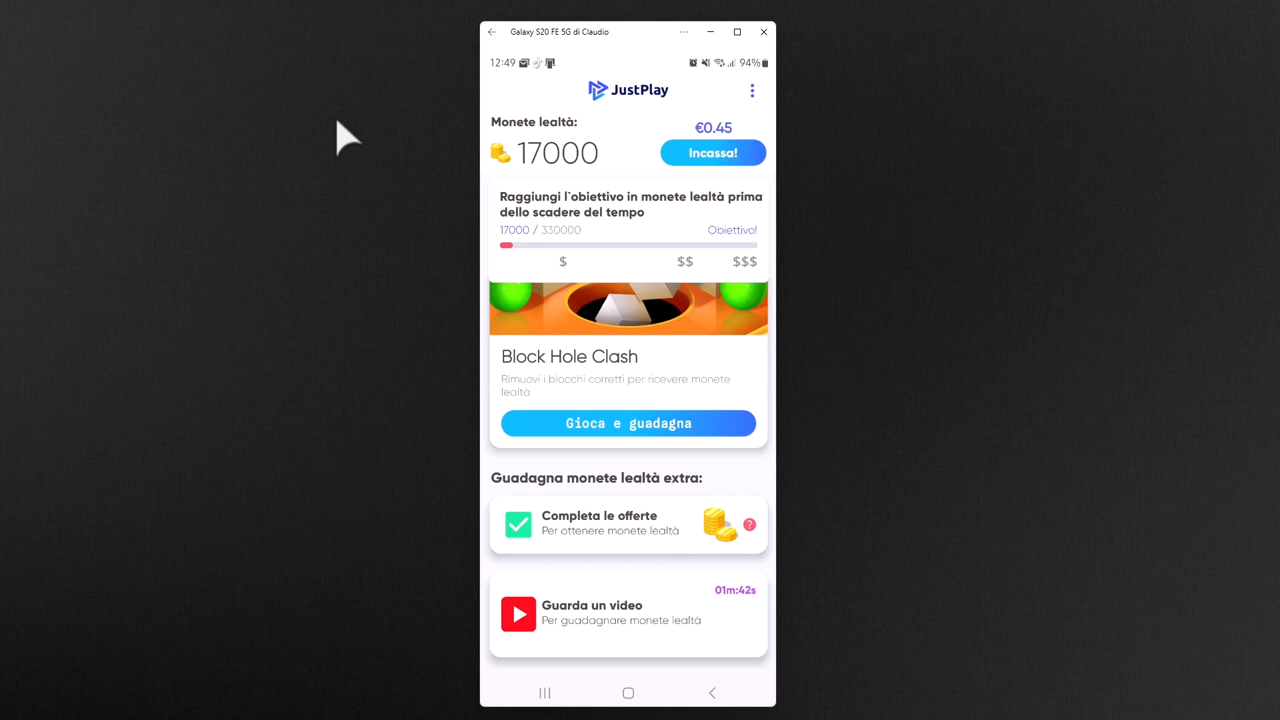 Galaxy S20 FE 5G di Claudio
12:49
94%
JustPlay
Monete lealtà:
€0.45
17000
Incassa!
Raggiungi l`obiettivo in monete lealtà prima
dello scadere del tempo
17000 / 330000
Obiettivo!
$
$$
$$$
Block Hole Clash
Rimuovi i blocchi corretti per ricevere monete
lealtà
Gioca e guadagna
Guadagna monete lealtà extra:
Completa le offerte
Per ottenere monete lealtà
?
01m:42s
Guarda un video
Per guadagnare monete lealtà